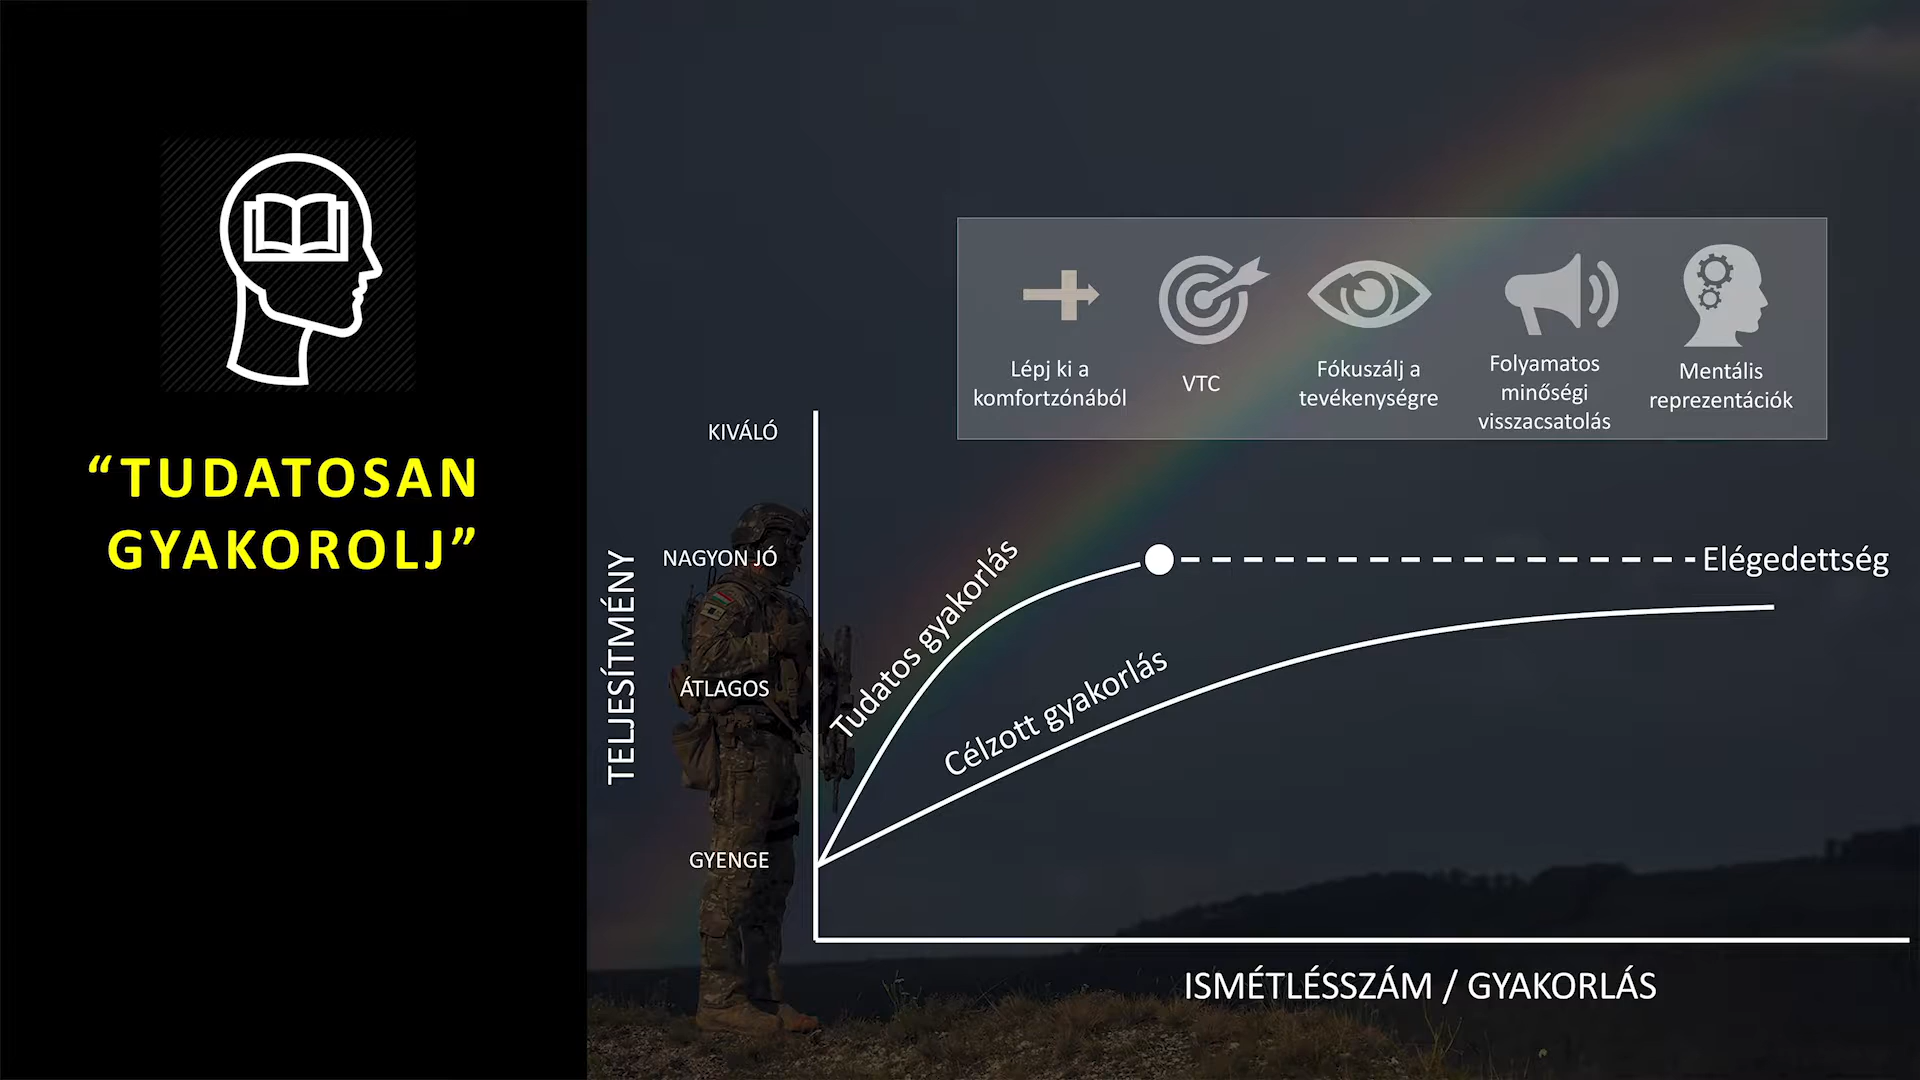 “TUDATOSAN
GYAKOROLJ”
Lépj ki a
komfortzónából
VTC
Fókuszálj a
tevékenységre
Folyamatos
minőségi
visszacsatolás
Mentális
reprezentációk
TELJESÍTMÉNY
KIVÁLÓ
NAGYON JÓ
ÁTLAGOS
GYENGE
Tudatos gyakorlás
Célzott gyakorlás
Elégedettség
ISMÉTLÉSSZÁM / GYAKORLÁS